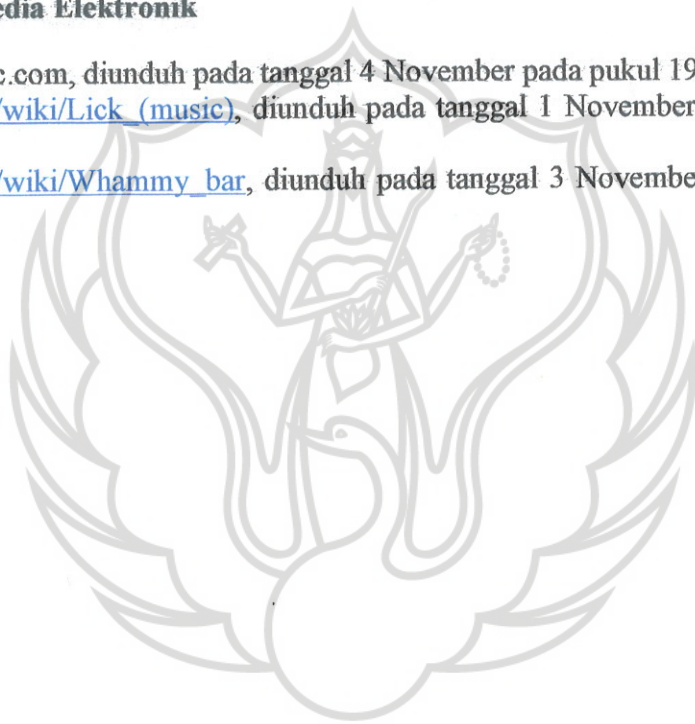 edia Elektronik
c.com, diunduh pada tanggal 4 November pada pukul 19
/wiki/Lick_(music), diunduh pada tanggal 1 November
/wiki/Whammy_bar, diunduh pada tanggal 3 Novembe